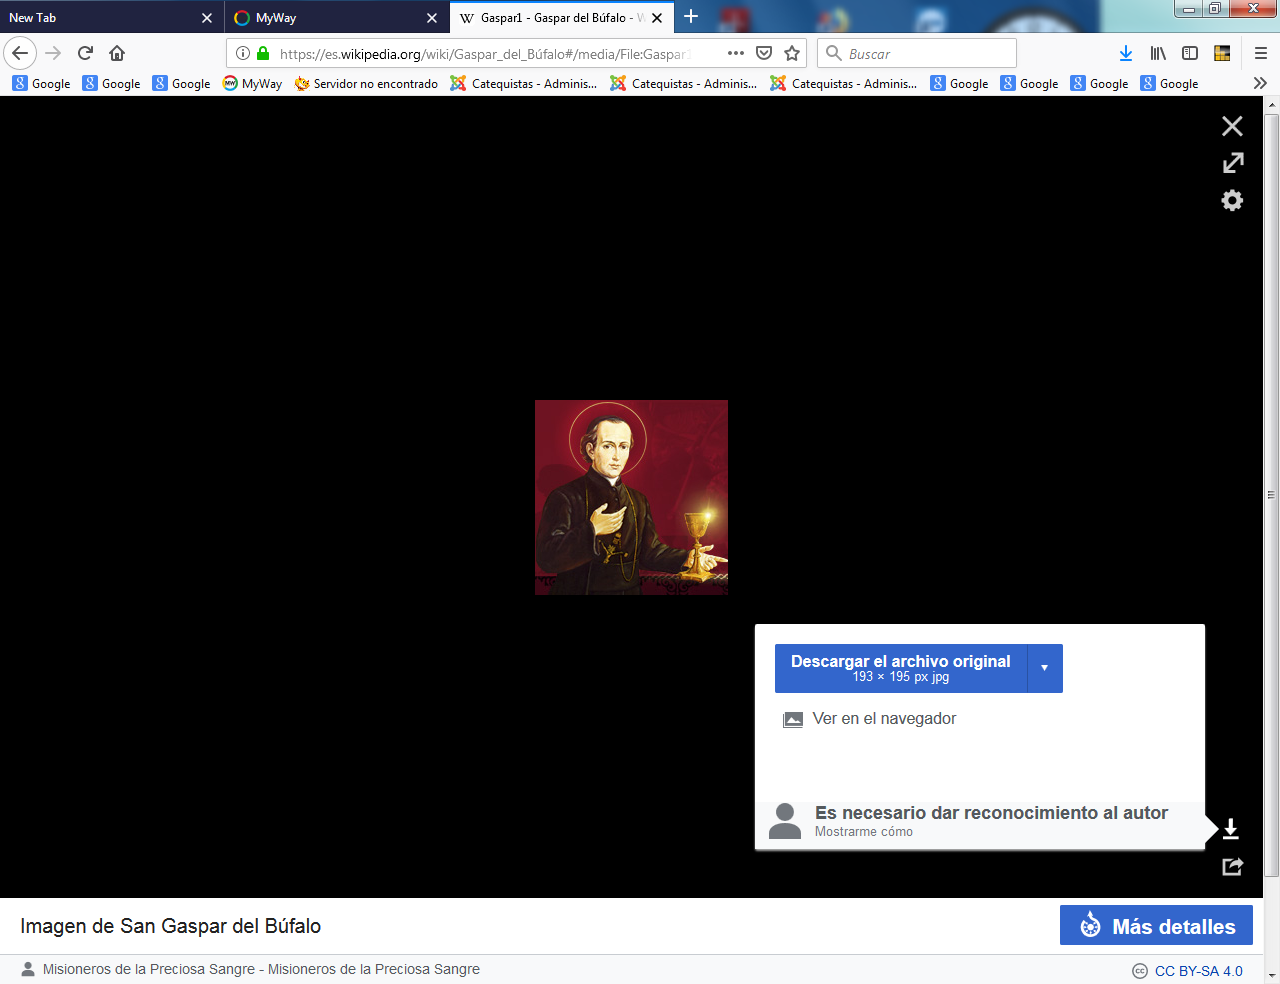 New Tab
MyWay
Gaspar1 - Gaspar del Búfalo - W
https://es.wikipedia.org/wiki/Gaspar_del_Búfalo#/media/File:Gaspar1
Buscar
Google Google Google MyWay Servidor no encontrado Catequistas - Adminis... Catequistas - Adminis... Catequistas - Adminis... Google Google Google Google
Descargar el archivo original
193 × 195 px jpg
Ver en el navegador
Es necesario dar reconocimiento al autor
Mostrarme cómo
Imagen de San Gaspar del Búfalo
Más detalles
Misioneros de la Preciosa Sangre - Misioneros de la Preciosa Sangre
CC BY-SA 4.0